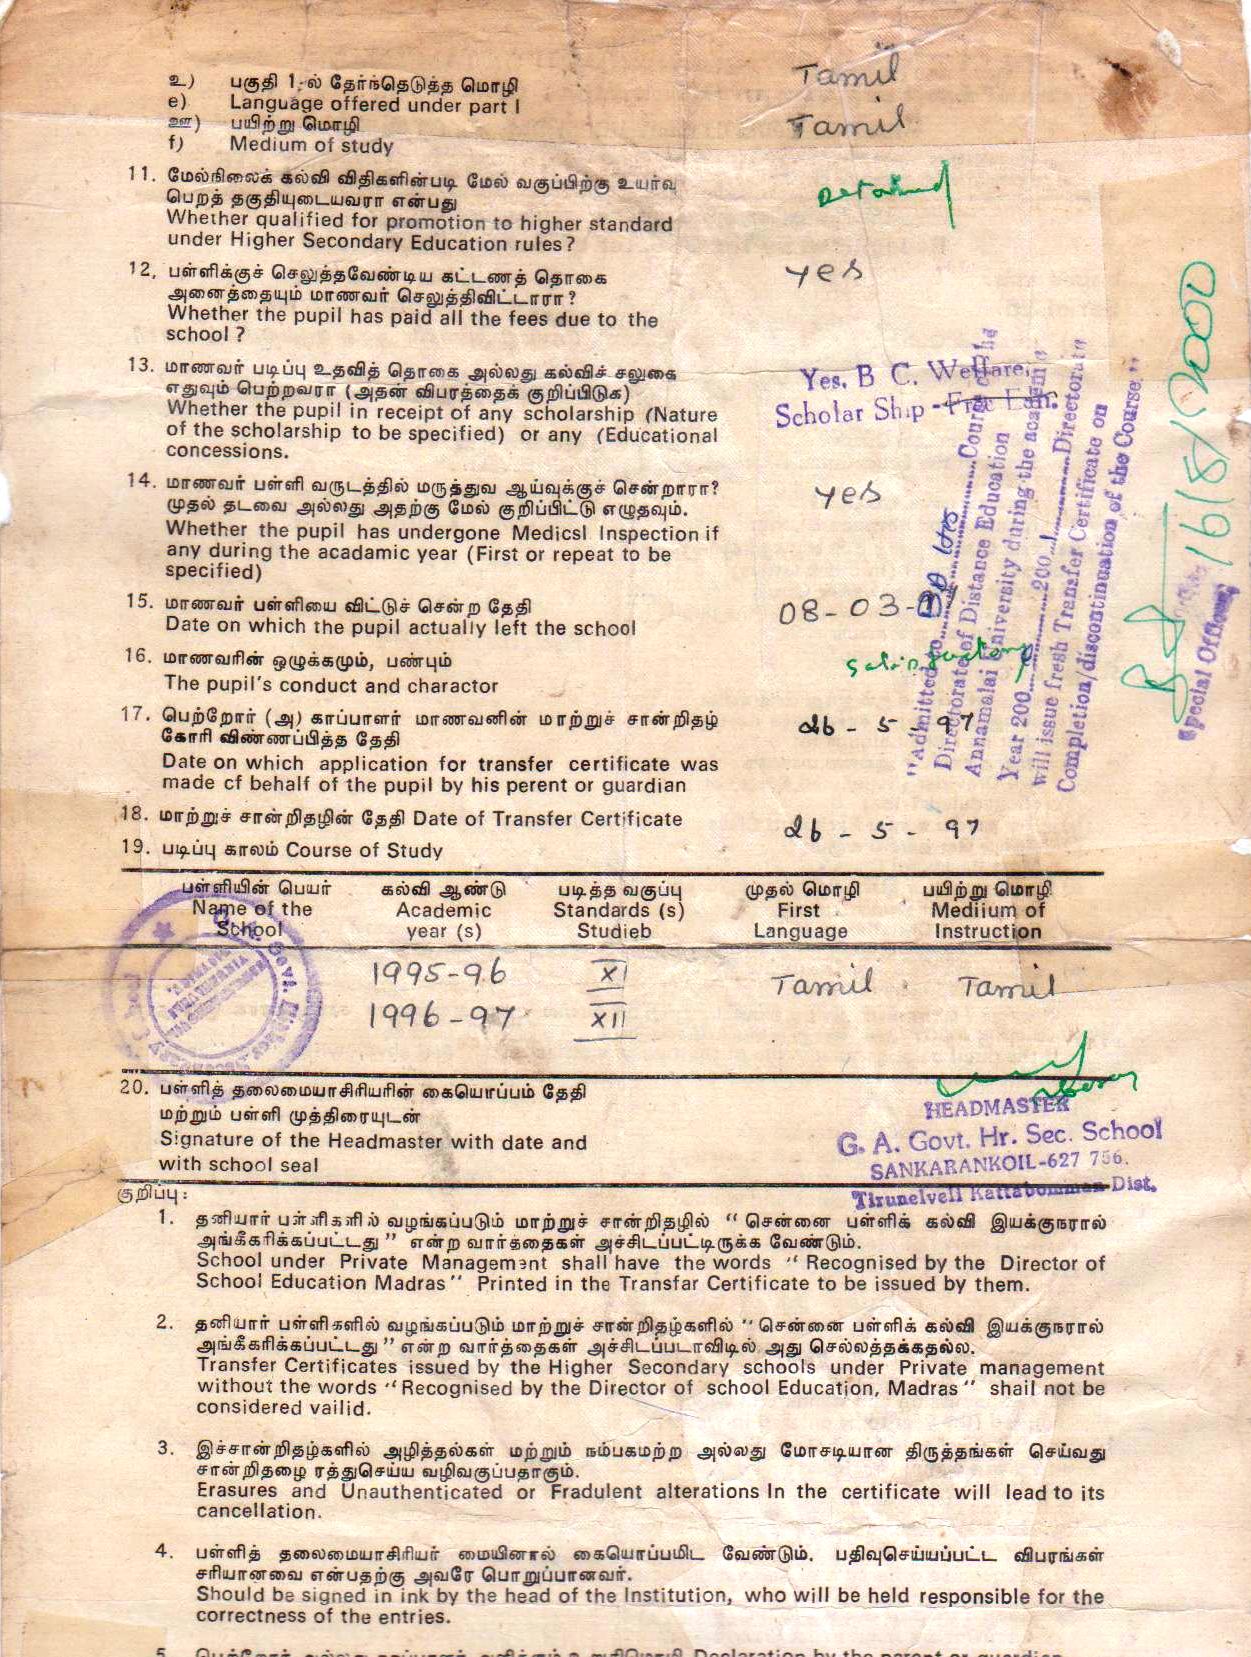 உ) பகுதி 1-ல் தேர்ந்தெடுத்த மொழி
e) Language offered under part I Tamil
ஊ) பயிற்று மொழி
f) Medium of study Tamil
11. மேல்நிலைக் கல்வி விதிகளின்படி மேல் வகுப்பிற்கு உயர்வு
பெறத் தகுதியுடையவரா என்பது
Whether qualified for promotion to higher standard
under Higher Secondary Education rules?
12. பள்ளிக்குச் செலுத்தவேண்டிய கட்டணத் தொகை yes
அனைத்தையும் மாணவர் செலுத்திவிட்டாரா?
Whether the pupil has paid all the fees due to the
school?
13. மாணவர் படிப்பு உதவித் தொகை அல்லது கல்விச் சலுகை Yes. B C. Welfare,
எதுவும் பெற்றவரா (அதன் விபரத்தைக் குறிப்பிடுக)
Whether the pupil in receipt of any scholarship (Nature Scholar Ship - Free Edn.
of the scholarship to be specified) or any (Educational
concessions.
14. மாணவர் பள்ளி வருடத்தில் மருத்துவ ஆய்வுக்குச் சென்றாரா? yes
முதல் தடவை அல்லது அதற்கு மேல் குறிப்பிட்டு எழுதவும்.
Whether the pupil has undergone Medicsl Inspection if
any during the acadamic year (First or repeat to be
specified)
15. மாணவர் பள்ளியை விட்டுச் சென்ற தேதி 08-03-
Date on which the pupil actually left the school
16. மாணவரின் ஒழுக்கமும், பண்பும்
The pupil's conduct and charactor
17. பெற்றோர் (அ) காப்பாளர் மாணவனின் மாற்றுச் சான்றிதழ் 26 - 5 - 97
கோரி விண்ணப்பித்த தேதி
Date on which application for transfer certificate was
made cf behalf of the pupil by his perent or guardian
18. மாற்றுச் சான்றிதழின் தேதி Date of Transfer Certificate 26 - 5 - 97
19. படிப்பு காலம் Course of Study
"Admitted to Course of the
Directorate of Distance Education
Annamalai University during the academic
Year 200 200 Directorate
will issue fresh Transfer Certificate on
Completion/discontinuation of the Course."
Special Officer
பள்ளியின் பெயர் கல்வி ஆண்டு படித்த வகுப்பு முதல் மொழி பயிற்று மொழி
Name of the Academic Standards (s) First Mediium of
School year (s) Studieb Language Instruction
1995-96 XI Tamil Tamil
1996-97 XII
20. பள்ளித் தலைமையாசிரியரின் கையொப்பம் தேதி
மற்றும் பள்ளி முத்திரையுடன்
Signature of the Headmaster with date and
with school seal
HEADMASTER
G. A. Govt. Hr. Sec. School
SANKARANKOIL-627 756.
Tirunelveli Kattabomman Dist.
குறிப்பு:
1. தனியார் பள்ளிகளில் வழங்கப்படும் மாற்றுச் சான்றிதழில் " சென்னை பள்ளிக் கல்வி இயக்குநரால்
அங்கீகரிக்கப்பட்டது " என்ற வார்த்தைகள் அச்சிடப்பட்டிருக்க வேண்டும்.
School under Private Management shall have the words " Recognised by the Director of
School Education Madras" Printed in the Transfar Certificate to be issued by them.
2. தனியார் பள்ளிகளில் வழங்கப்படும் மாற்றுச் சான்றிதழ்களில் " சென்னை பள்ளிக் கல்வி இயக்குநரால்
அங்கீகரிக்கப்பட்டது " என்ற வார்த்தைகள் அச்சிடப்படாவிடில் அது செல்லத்தக்கதல்ல.
Transfer Certificates issued by the Higher Secondary schools under Private management
without the words "Recognised by the Director of school Education, Madras" shail not be
considered vailid.
3. இச்சான்றிதழ்களில் அழித்தல்கள் மற்றும் நம்பகமற்ற அல்லது மோசடியான திருத்தங்கள் செய்வது
சான்றிதழை ரத்துசெய்ய வழிவகுப்பதாகும்.
Erasures and Unauthenticated or Fradulent alterations In the certificate will lead to its
cancellation.
4. பள்ளித் தலைமையாசிரியர் மையினால் கையொப்பமிட வேண்டும். பதிவுசெய்யப்பட்ட விபரங்கள்
சரியானவை என்பதற்கு அவரே பொறுப்பானவர்.
Should be signed in ink by the head of the Institution, who will be held responsible for the
correctness of the entries.
5. பெற்றோர் அல்லது காப்பாளர் அளிக்கும் உறுதிமொழி Declaration by the parent or guardian